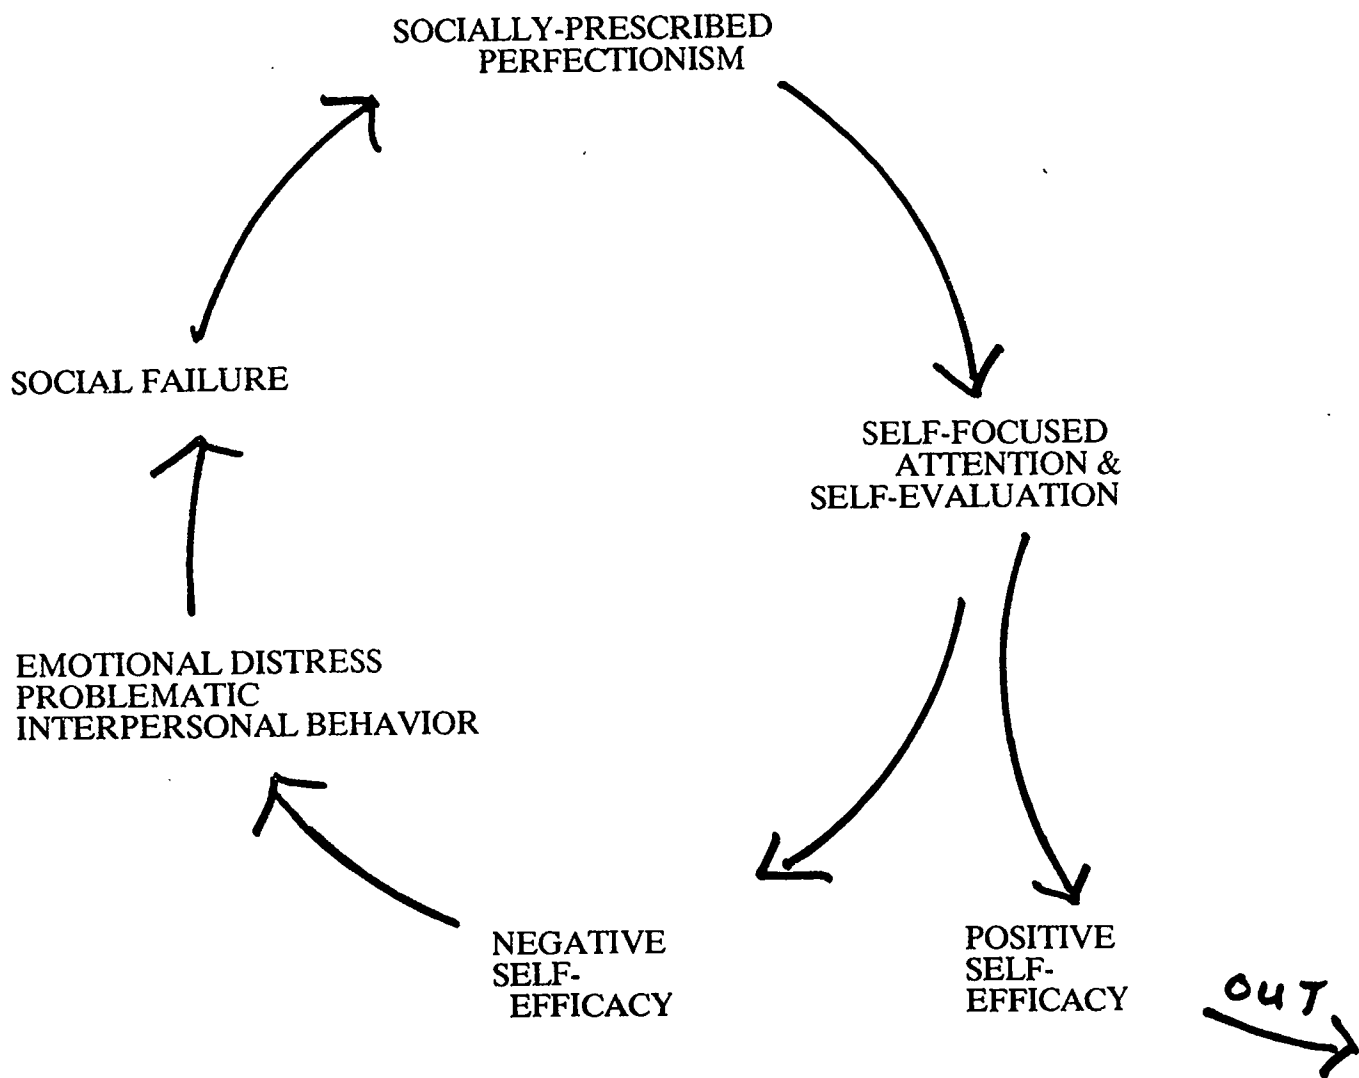 SOCIALLY-PRESCRIBED
PERFECTIONISM
SOCIAL FAILURE
SELF-FOCUSED
ATTENTION &
SELF-EVALUATION
EMOTIONAL DISTRESS
PROBLEMATIC
INTERPERSONAL BEHAVIOR
NEGATIVE
SELF-
EFFICACY
POSITIVE
SELF-
EFFICACY
OUT